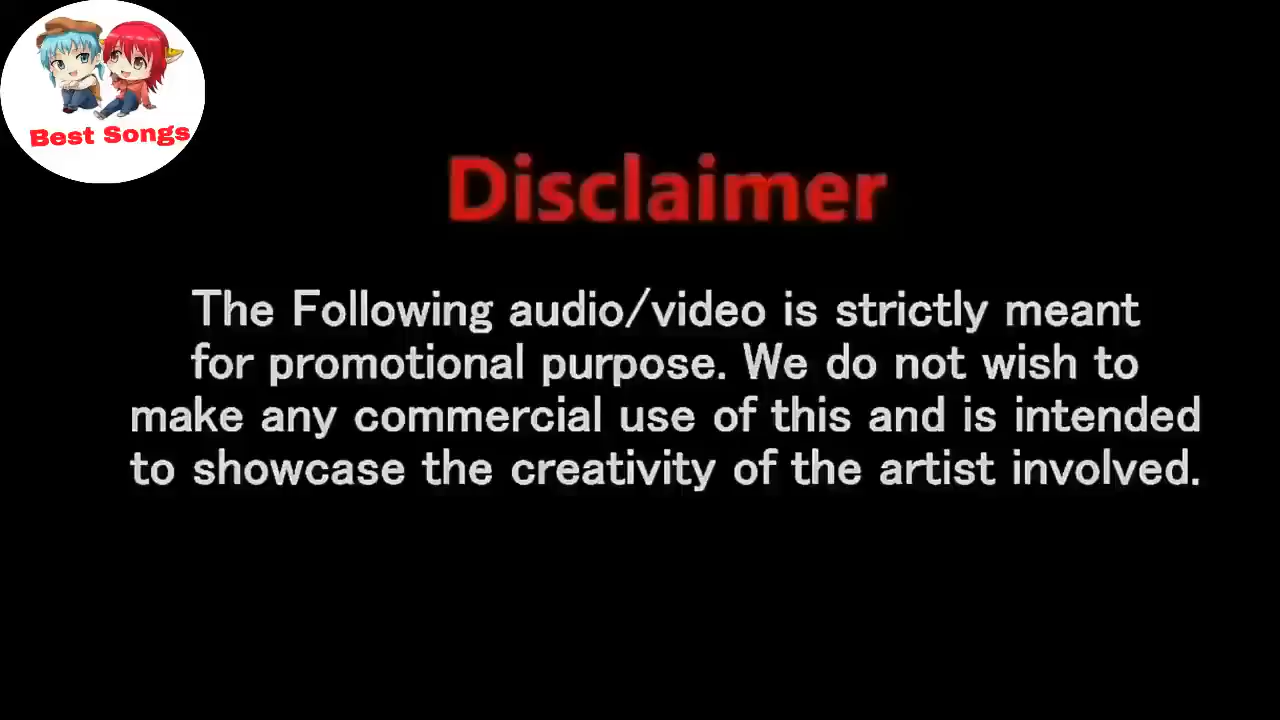 Best Songs
Disclaimer
The Following audio/video is strictly meant
for promotional purpose. We do not wish to
make any commercial use of this and is intended
to showcase the creativity of the artist involved.